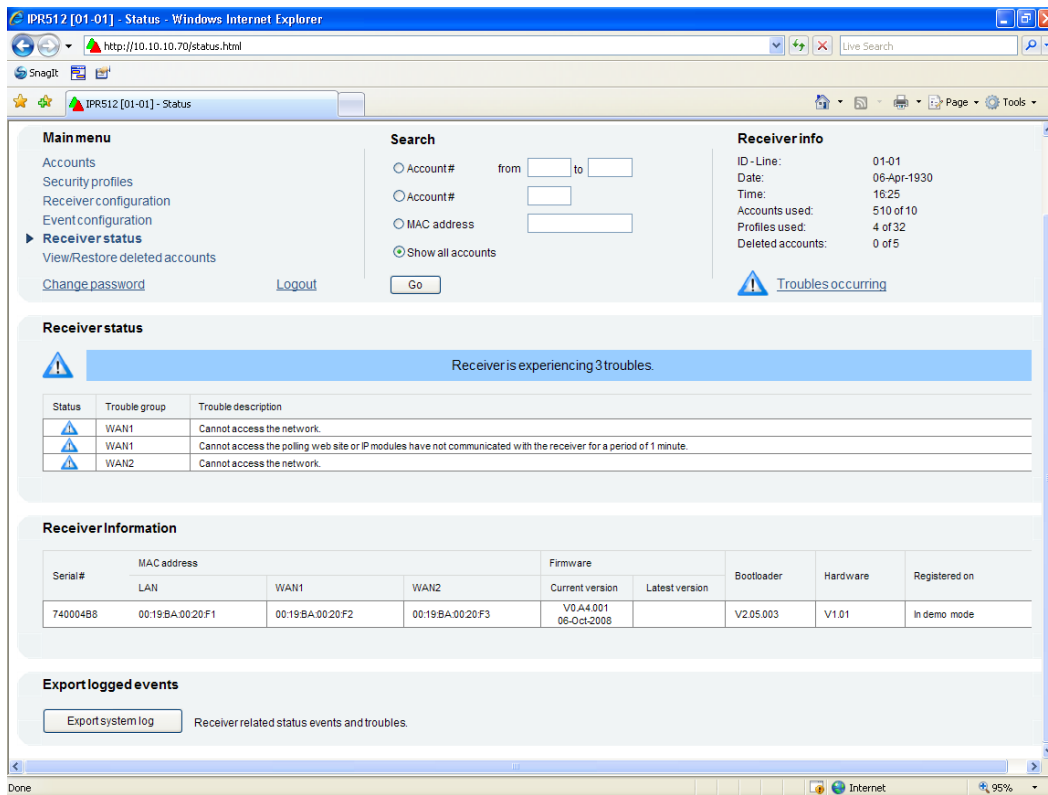 IPR512 [01-01] - Status - Windows Internet Explorer
http://10.10.10.70/status.html
Live Search
SnagIt
IPR512 [01-01] - Status
Page
Tools
Main menu
Accounts
Security profiles
Receiver configuration
Event configuration
Receiver status
View/Restore deleted accounts
Change password
Logout
Search
Account# from to
Account#
MAC address
Show all accounts
Go
Receiver info
ID - Line: 01-01
Date: 06-Apr-1930
Time: 16:25
Accounts used: 510 of 10
Profiles used: 4 of 32
Deleted accounts: 0 of 5
Troubles occurring
Receiver status
Receiver is experiencing 3 troubles.
Status Trouble group Trouble description
WAN1 Cannot access the network.
WAN1 Cannot access the polling web site or IP modules have not communicated with the receiver for a period of 1 minute.
WAN2 Cannot access the network.
Receiver Information
Serial# MAC address Firmware Bootloader Hardware Registered on
LAN WAN1 WAN2 Current version Latest version
740004B8 00:19:BA:00:20:F1 00:19:BA:00:20:F2 00:19:BA:00:20:F3 V0.A4.001 V2.05.003 V1.01 In demo mode
06-Oct-2008
Export logged events
Export system log Receiver related status events and troubles.
Done
Internet
95%